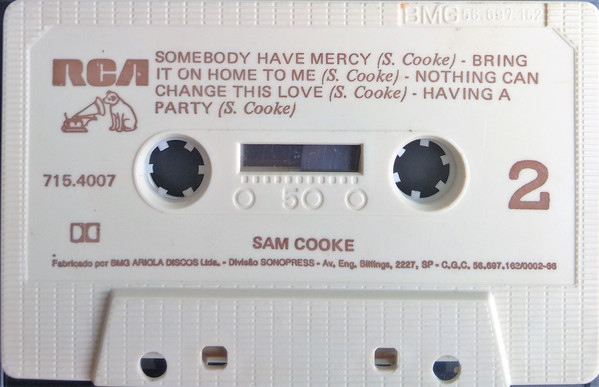 BMG 56.697.162
RCA
SOMEBODY HAVE MERCY (S. Cooke) - BRING
IT ON HOME TO ME (S. Cooke) - NOTHING CAN
CHANGE THIS LOVE (S. Cooke) - HAVING A
PARTY (S. Cooke)
715.4007
0 50 0
2
SAM COOKE
Fabricado por BMG ARIOLA DISCOS Ltda. - Divisão SONOPRESS - Av. Eng. Billings, 2227, SP - C.G.C. 56.697.162/0002-66